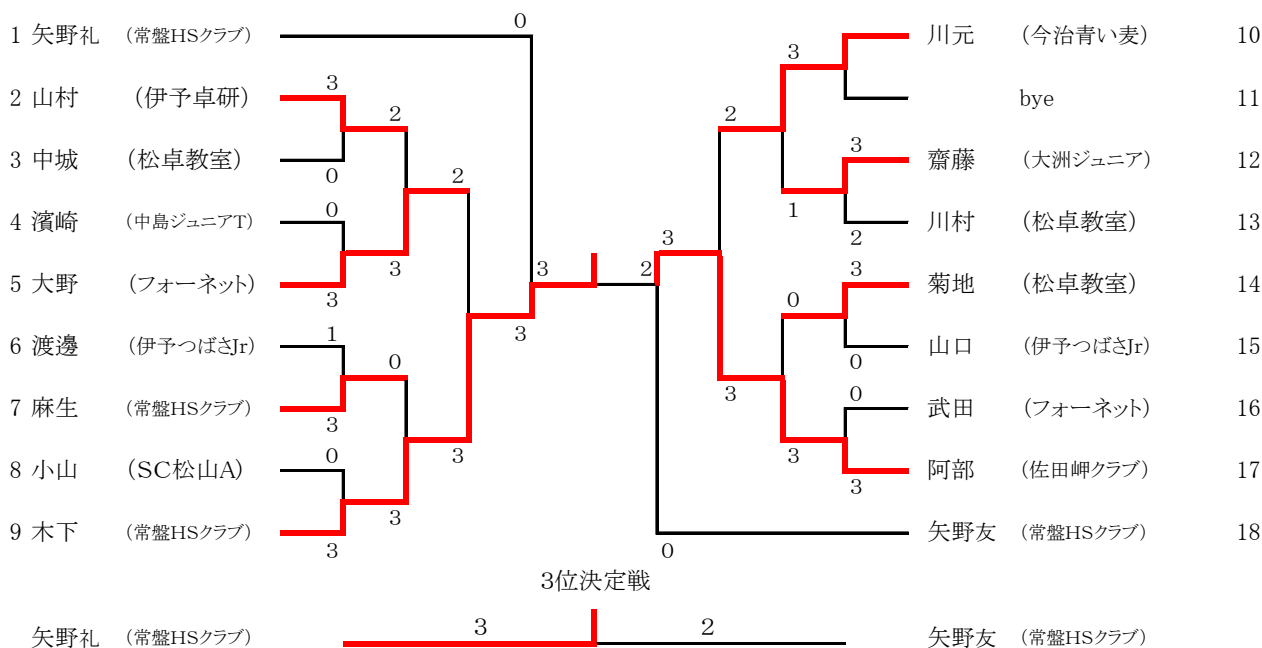 0
1 矢野礼 (常盤HSクラブ) 川元 (今治青い麦) 10
3
3
2 山村 (伊予卓研) bye 11
2 2
3 3 中城 (松卓教室) 齋藤 (大洲ジュニア) 12
0 2
0 1
4 濱崎 (中島ジュニアT) 川村 (松卓教室) 13
2
3 3
3 2 3
5 大野 (フォーネット) 菊地 (松卓教室) 14
3 0
1 3
6 渡邊 (伊予つばさJr) 山口 (伊予つばさJr) 15
0 0
3 0
7 麻生 (常盤HSクラブ) 武田 (フォーネット) 16
3
0 3 3
8 小山 (SC松山A) 阿部 (佐田岬クラブ) 17
3
3
9 木下 (常盤HSクラブ) 矢野友 (常盤HSクラブ) 18
3 0
3位決定戦
3 2
矢野礼 (常盤HSクラブ) 矢野友 (常盤HSクラブ)